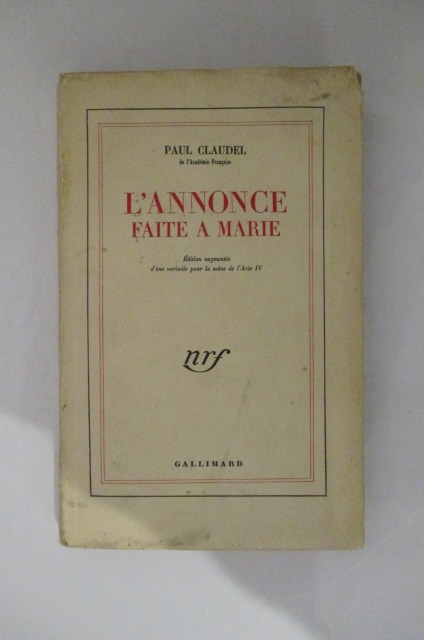 PAUL CLAUDEL
de l'Académie Française
L'ANNONCE
FAITE A MARIE
Édition augmentée
d'une variante pour la scène de l'Acte IV
nrf
GALLIMARD